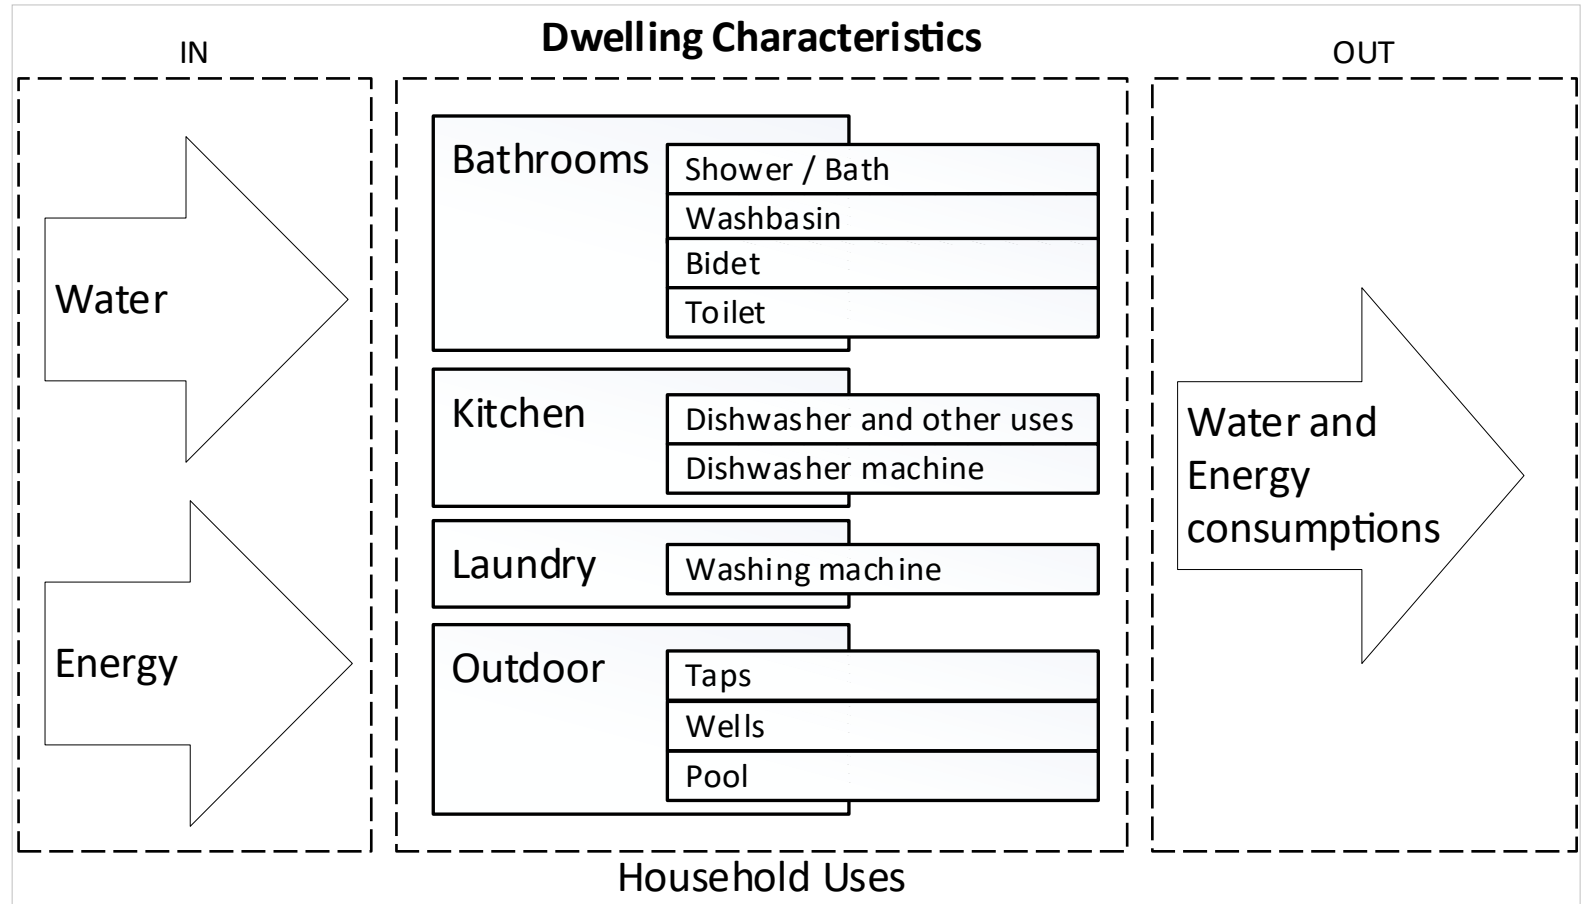 Dwelling Characteristics
IN
OUT
Water
Energy
Bathrooms
Shower / Bath
Washbasin
Bidet
Toilet
Kitchen
Dishwasher and other uses
Dishwasher machine
Laundry
Washing machine
Outdoor
Taps
Wells
Pool
Water and
Energy
consumptions
Household Uses